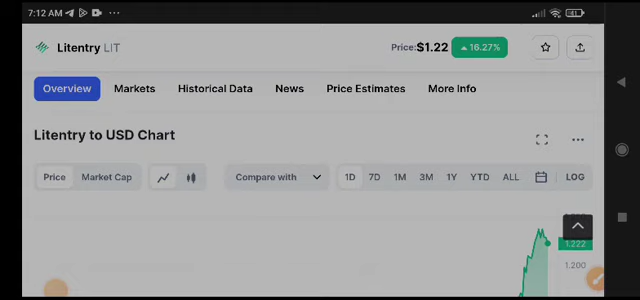 7:12 AM
Litentry LIT
Price: $1.22 16.27%
Overview Markets Historical Data News Price Estimates More Info
Litentry to USD Chart
Price Market Cap Compare with 1D 7D 1M 3M 1Y YTD ALL LOG
1.222
1.200